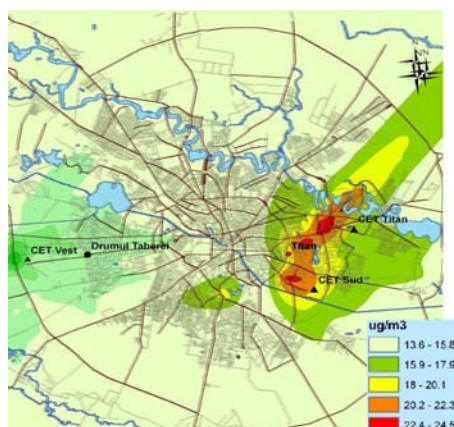 N
CET Titan
CET Vest
Drumul Taberei
Titan
CET Sud
ug/m3
13.6 - 15.8
15.9 - 17.9
18 - 20.1
20.2 - 22.3
22.4 - 24.5